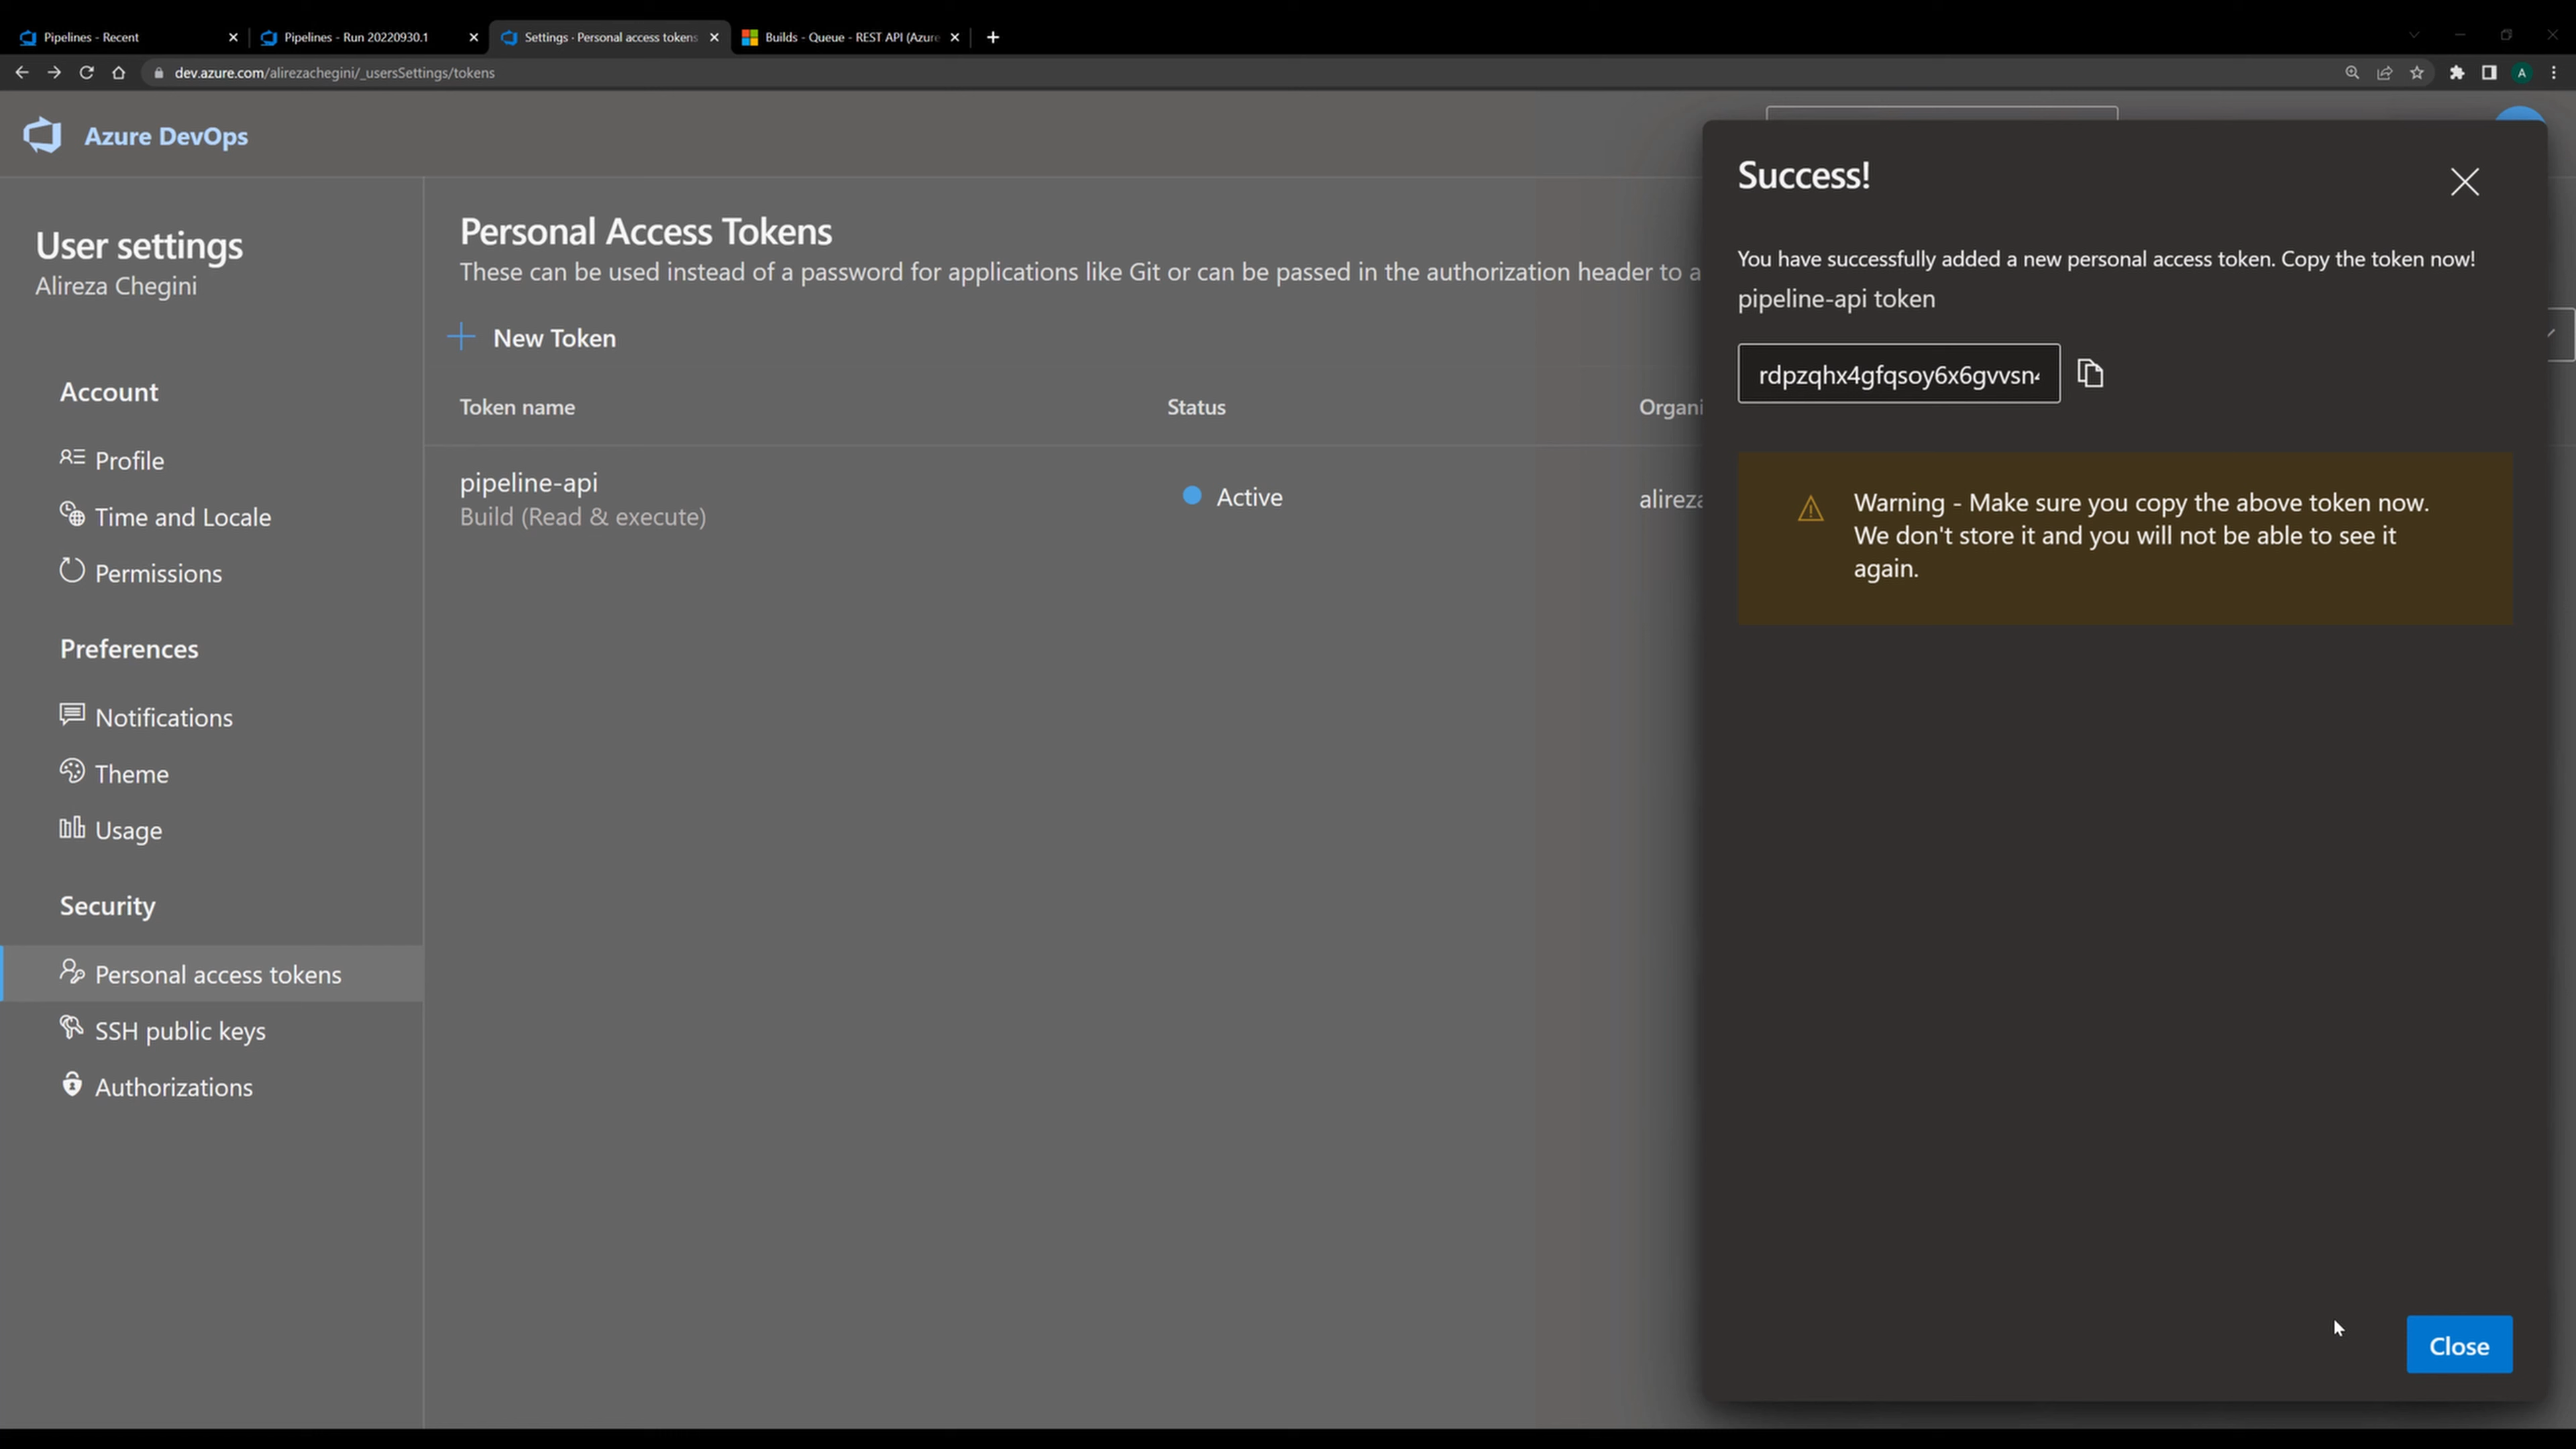 Pipelines - Recent
Pipelines - Run 20220930.1
Settings · Personal access tokens
Builds - Queue - REST API (Azure
dev.azure.com/alirezachegini/_usersSettings/tokens
A
Azure DevOps
User settings
Alireza Chegini
Account
Profile
Time and Locale
Permissions
Preferences
Notifications
Theme
Usage
Security
Personal access tokens
SSH public keys
Authorizations
Personal Access Tokens
These can be used instead of a password for applications like Git or can be passed in the authorization header to a
New Token
Token name Status Organi
pipeline-api
Build (Read & execute)
Active
alireza
Success!
You have successfully added a new personal access token. Copy the token now!
pipeline-api token
rdpzqhx4gfqsoy6x6gvvsn
Warning - Make sure you copy the above token now.
We don't store it and you will not be able to see it
again.
Close